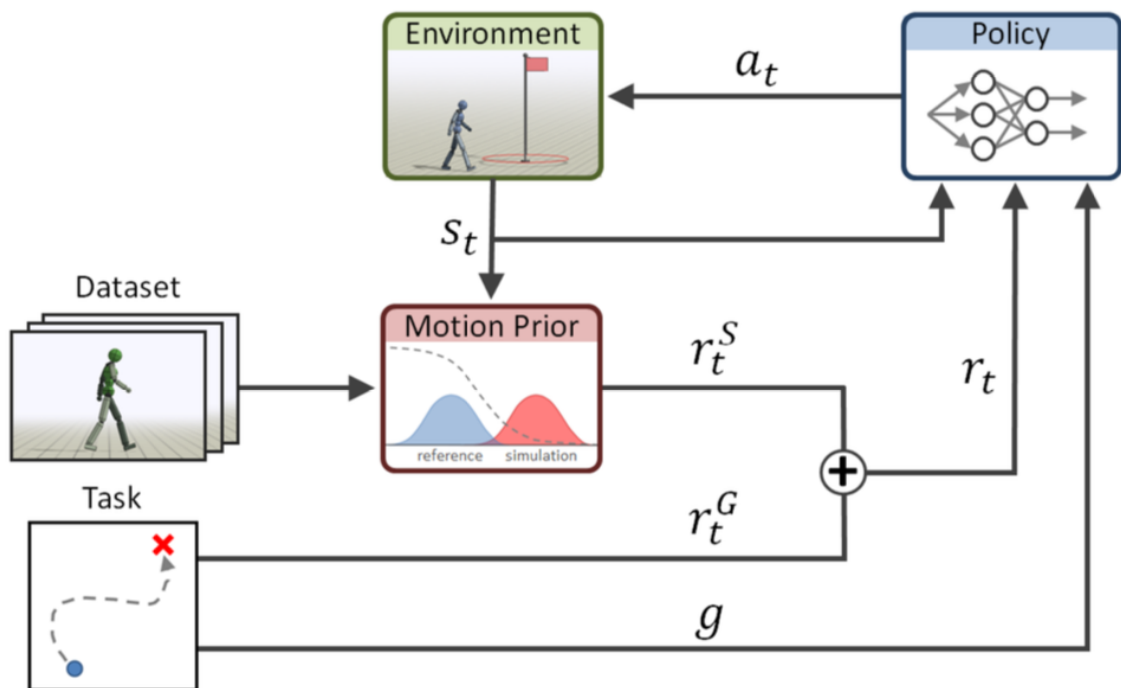 Environment
Policy
a_t
s_t
Dataset
Motion Prior
reference simulation
r_t^S
r_t
+
Task
r_t^G
g